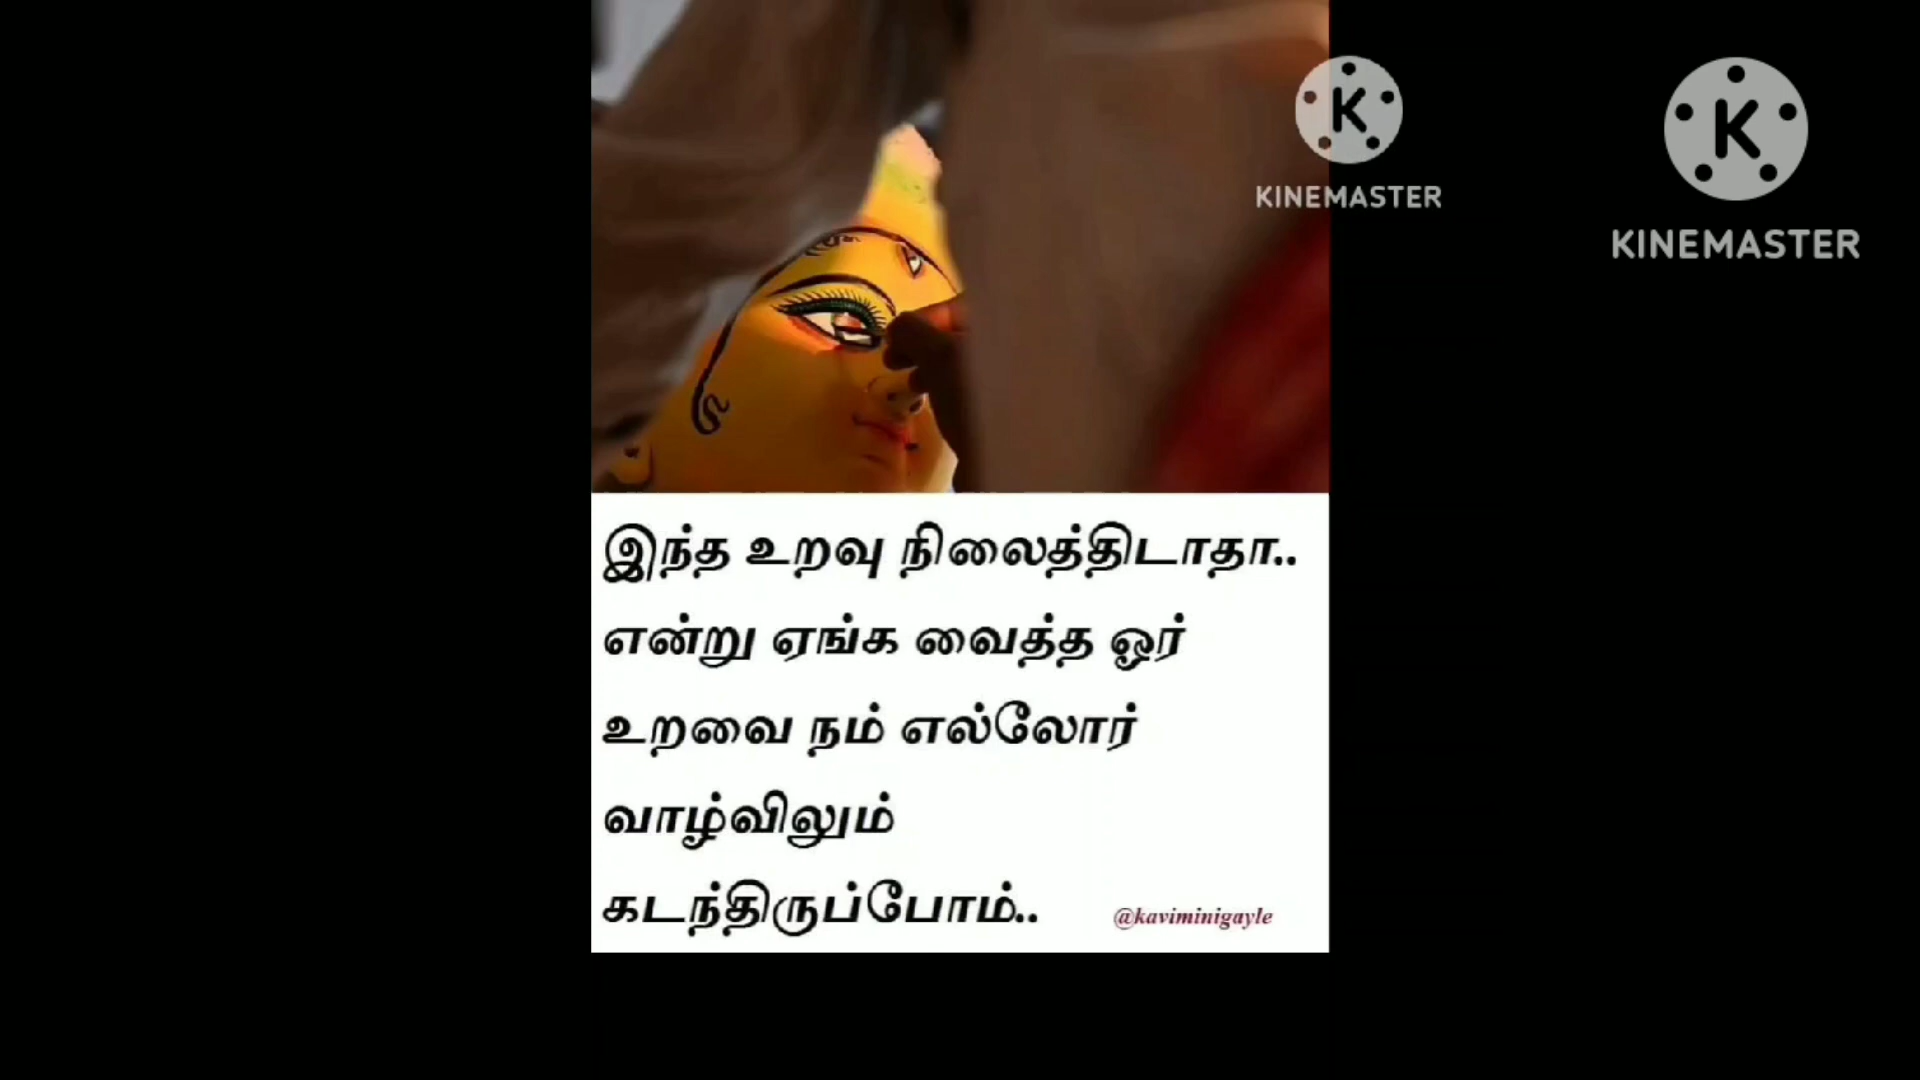 KINEMASTER
KINEMASTER
இந்த உறவு நிலைத்திடாதா..
என்று ஏங்க வைத்த ஓர்
உறவை நம் எல்லோர்
வாழ்விலும்
கடந்திருப்போம்..
@kaviminigayle